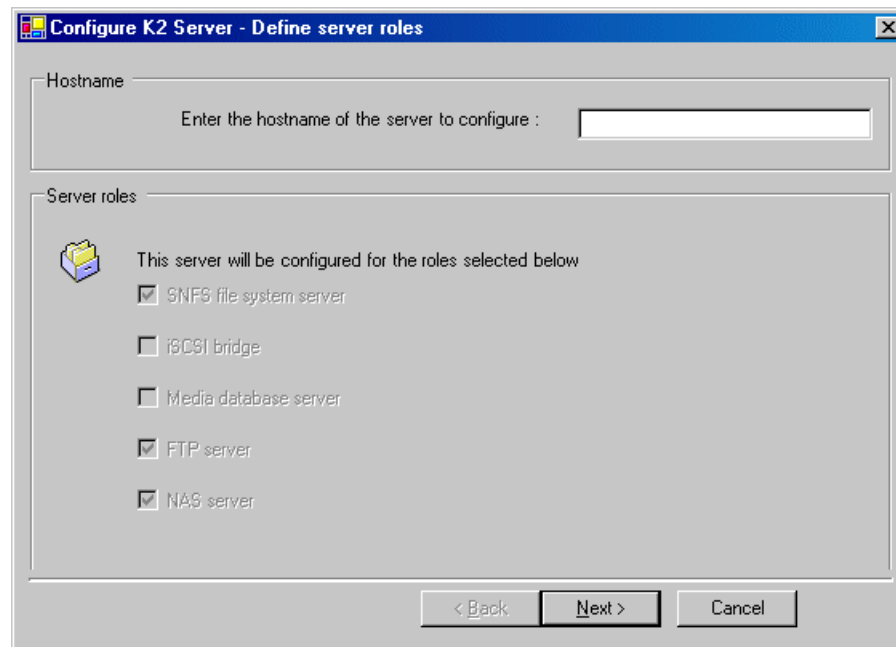 Configure K2 Server - Define server roles
Hostname
Enter the hostname of the server to configure :
Server roles
This server will be configured for the roles selected below
SNFS file system server
iSCSI bridge
Media database server
FTP server
NAS server
< Back
Next >
Cancel